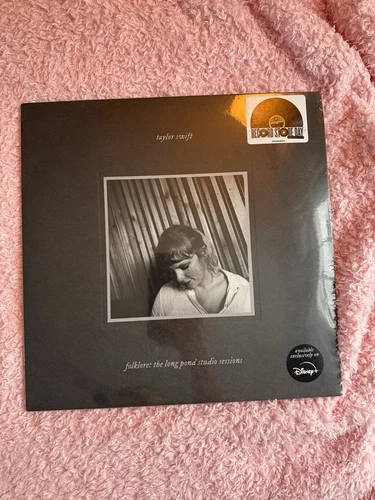 taylor swift
RECORD STORE DAY
folklore: the long pond studio sessions
available
exclusively on
Disney+